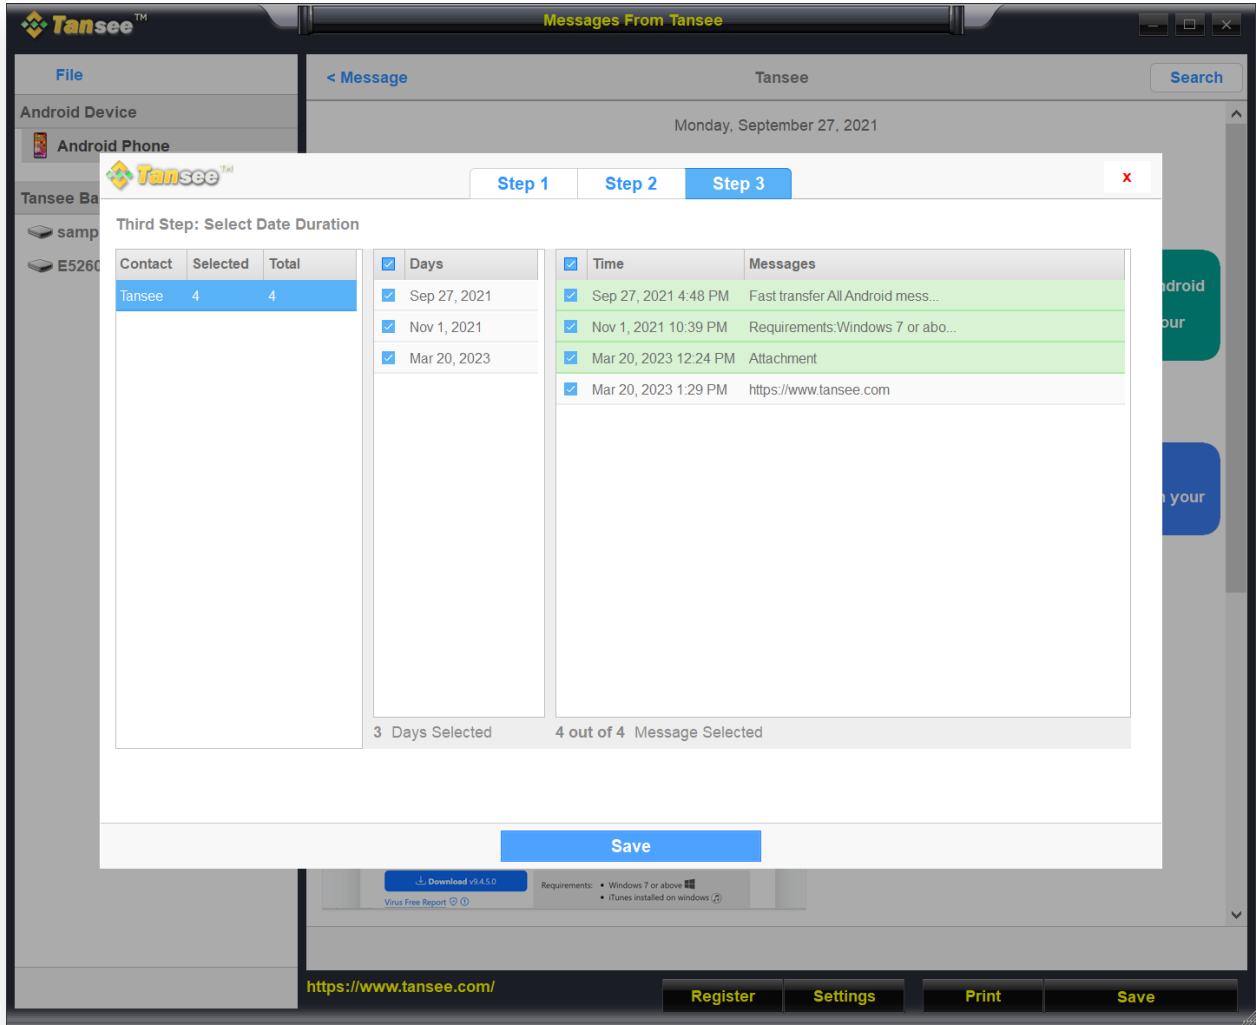 Tansee™
Messages From Tansee
File
< Message
Tansee
Search
Android Device
Monday, September 27, 2021
Android Phone
Tansee™
Step 1
Step 2
Step 3
x
Tansee Ba
Third Step: Select Date Duration
samp
E5260
Contact Selected Total
Tansee 4 4
Days
Sep 27, 2021
Nov 1, 2021
Mar 20, 2023
Time Messages
Sep 27, 2021 4:48 PM Fast transfer All Android mess...
Nov 1, 2021 10:39 PM Requirements:Windows 7 or abo...
Mar 20, 2023 12:24 PM Attachment
Mar 20, 2023 1:29 PM https://www.tansee.com
droid
our
your
3 Days Selected
4 out of 4 Message Selected
Save
Download v9.4.5.0
Virus Free Report
Requirements: • Windows 7 or above
• iTunes installed on windows
https://www.tansee.com/
Register
Settings
Print
Save